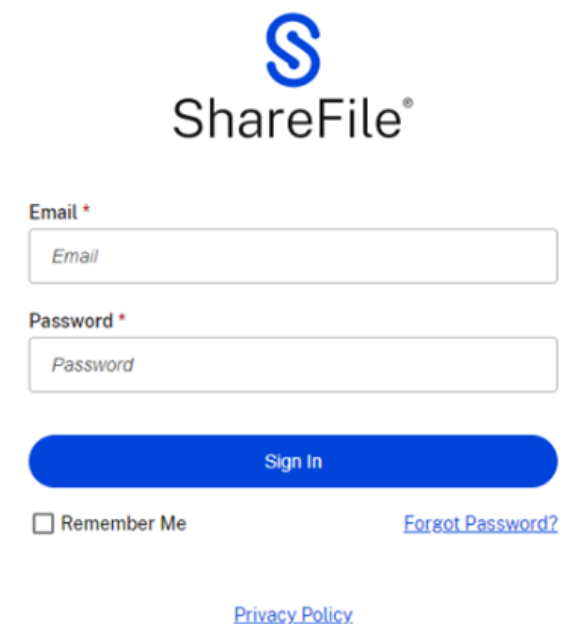 ShareFile®
Email *
Email
Password *
Password
Sign In
Remember Me Forgot Password?
Privacy Policy